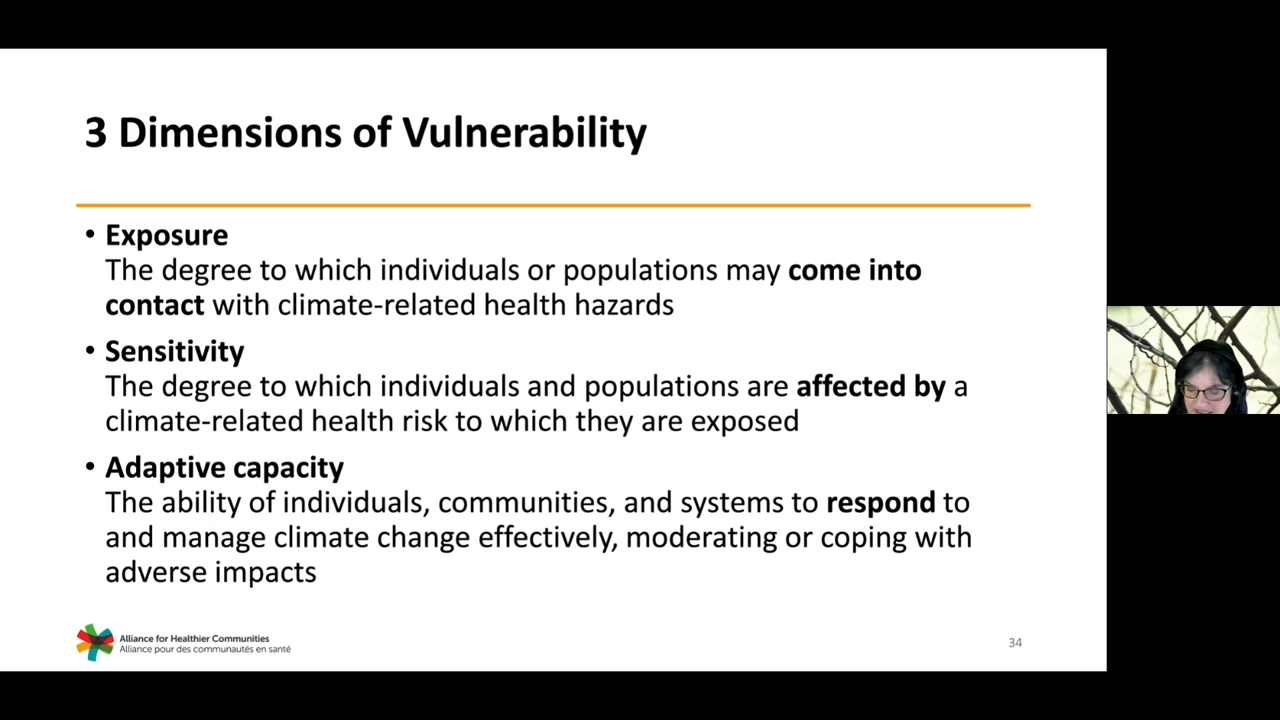 3 Dimensions of Vulnerability
• Exposure
The degree to which individuals or populations may come into
contact with climate-related health hazards
• Sensitivity
The degree to which individuals and populations are affected by a
climate-related health risk to which they are exposed
• Adaptive capacity
The ability of individuals, communities, and systems to respond to
and manage climate change effectively, moderating or coping with
adverse impacts
Alliance for Healthier Communities
Alliance pour des communautés en santé
34